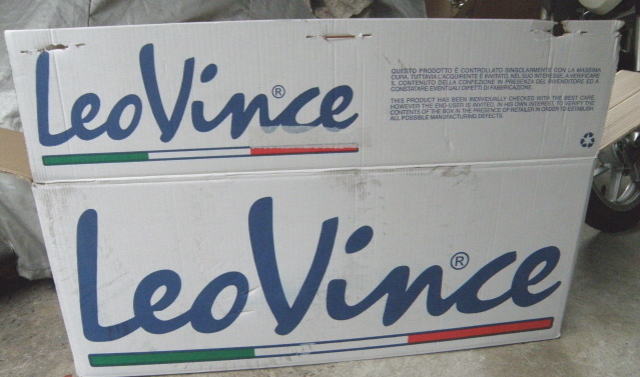 LeoVince®
QUESTO PRODOTTO È CONTROLLATO SINGOLARMENTE CON LA MASSIMA
CURA. TUTTAVIA L'ACQUIRENTE È INVITATO, NEL SUO INTERESSE, A VERIFICARE
IL CONTENUTO DELLA CONFEZIONE IN PRESENZA DEL RIVENDITORE ED A
CONSTATARE EVENTUALI DIFETTI DI FABBRICAZIONE.
THIS PRODUCT HAS BEEN INDIVIDUALLY CHECKED WITH THE BEST CARE.
HOWEVER THE END-USER IS INVITED, IN HIS OWN INTEREST, TO VERIFY THE
CONTENTS OF THE BOX IN THE PRESENCE OF RETAILER IN ORDER TO ESTABLISH
ALL POSSIBLE MANUFACTURING DEFECTS.
LeoVince®